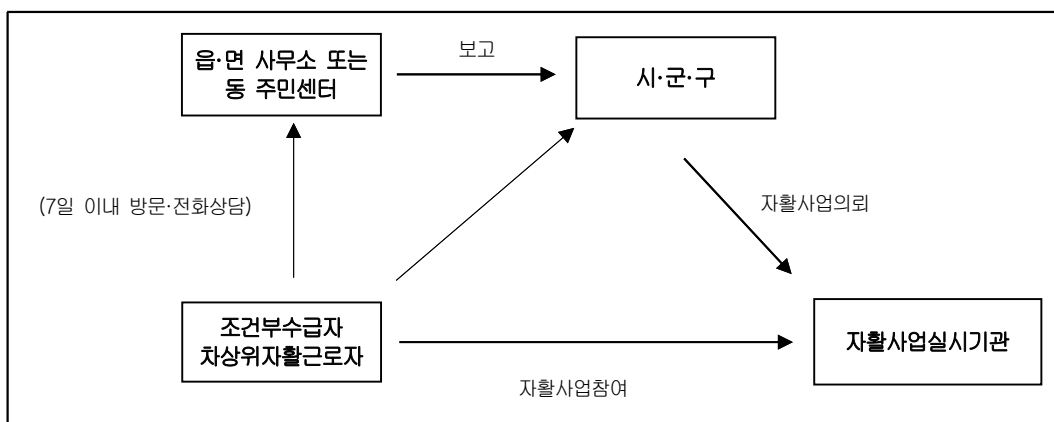 읍·면 사무소 또는
동 주민센터
보고
시·군·구
(7일 이내 방문·전화상담)
자활사업의뢰
조건부수급자
차상위자활근로자
자활사업실시기관
자활사업참여